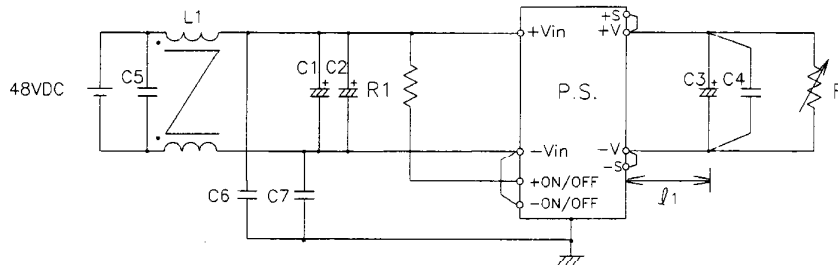 L1
+S
+V
+Vin
48VDC
C5
C1
C2
R1
P.S.
C3
C4
R
-Vin
-V
-S
+ON/OFF
-ON/OFF
C6
C7
ℓ1
+
+
+